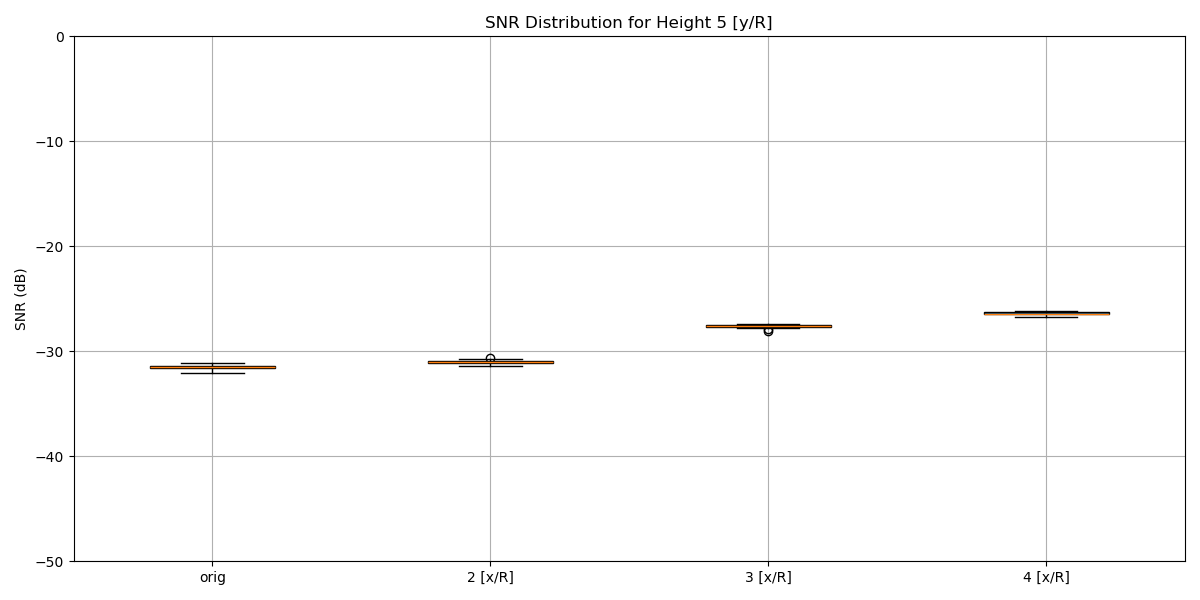 SNR Distribution for Height 5 [y/R]
SNR (dB)
0
−10
−20
−30
−40
−50
orig
2 [x/R]
3 [x/R]
4 [x/R]